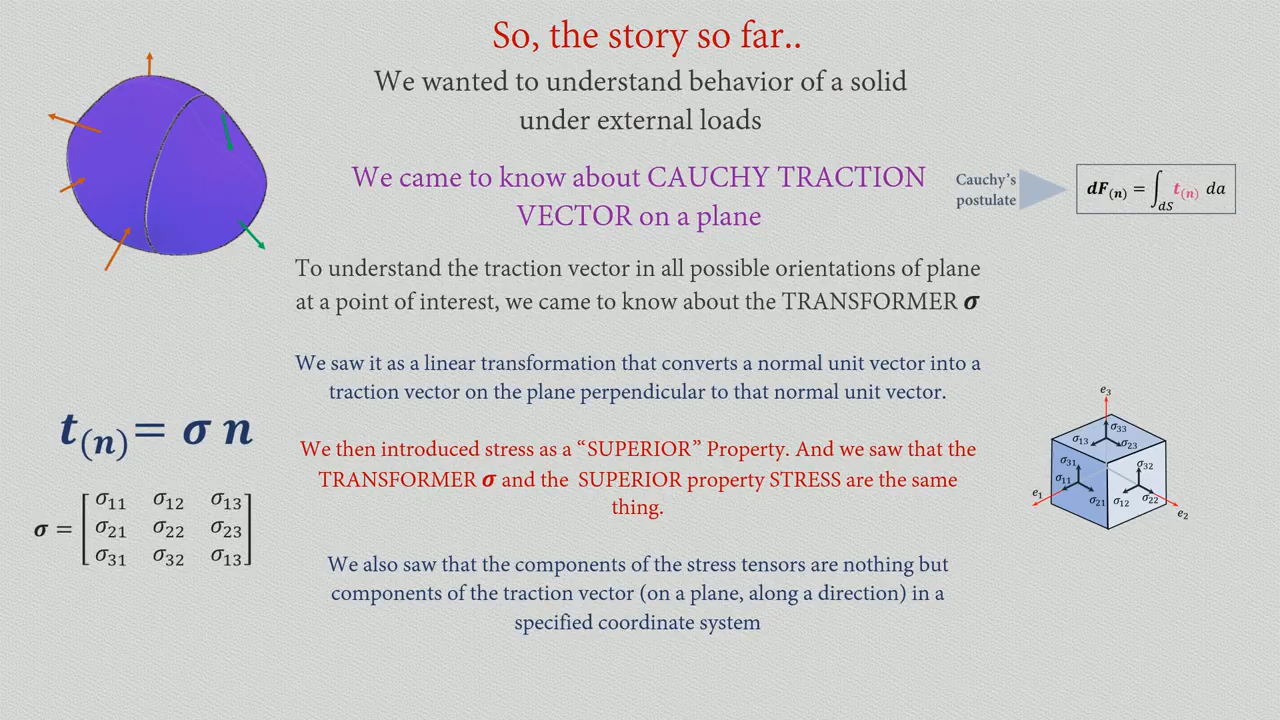 So, the story so far..
We wanted to understand behavior of a solid
under external loads
We came to know about CAUCHY TRACTION
VECTOR on a plane
Cauchy's
postulate
dF(n) = ∫dS t(n) da
To understand the traction vector in all possible orientations of plane
at a point of interest, we came to know about the TRANSFORMER σ
We saw it as a linear transformation that converts a normal unit vector into a
traction vector on the plane perpendicular to that normal unit vector.
t(n) = σ n
We then introduced stress as a “SUPERIOR” Property. And we saw that the
TRANSFORMER σ and the SUPERIOR property STRESS are the same
thing.
σ = [σ11 σ12 σ13
σ21 σ22 σ23
σ31 σ32 σ13]
We also saw that the components of the stress tensors are nothing but
components of the traction vector (on a plane, along a direction) in a
specified coordinate system
e3
σ33
σ13 σ23
σ31 σ32
σ11
e1 σ21 σ12 σ22
e2